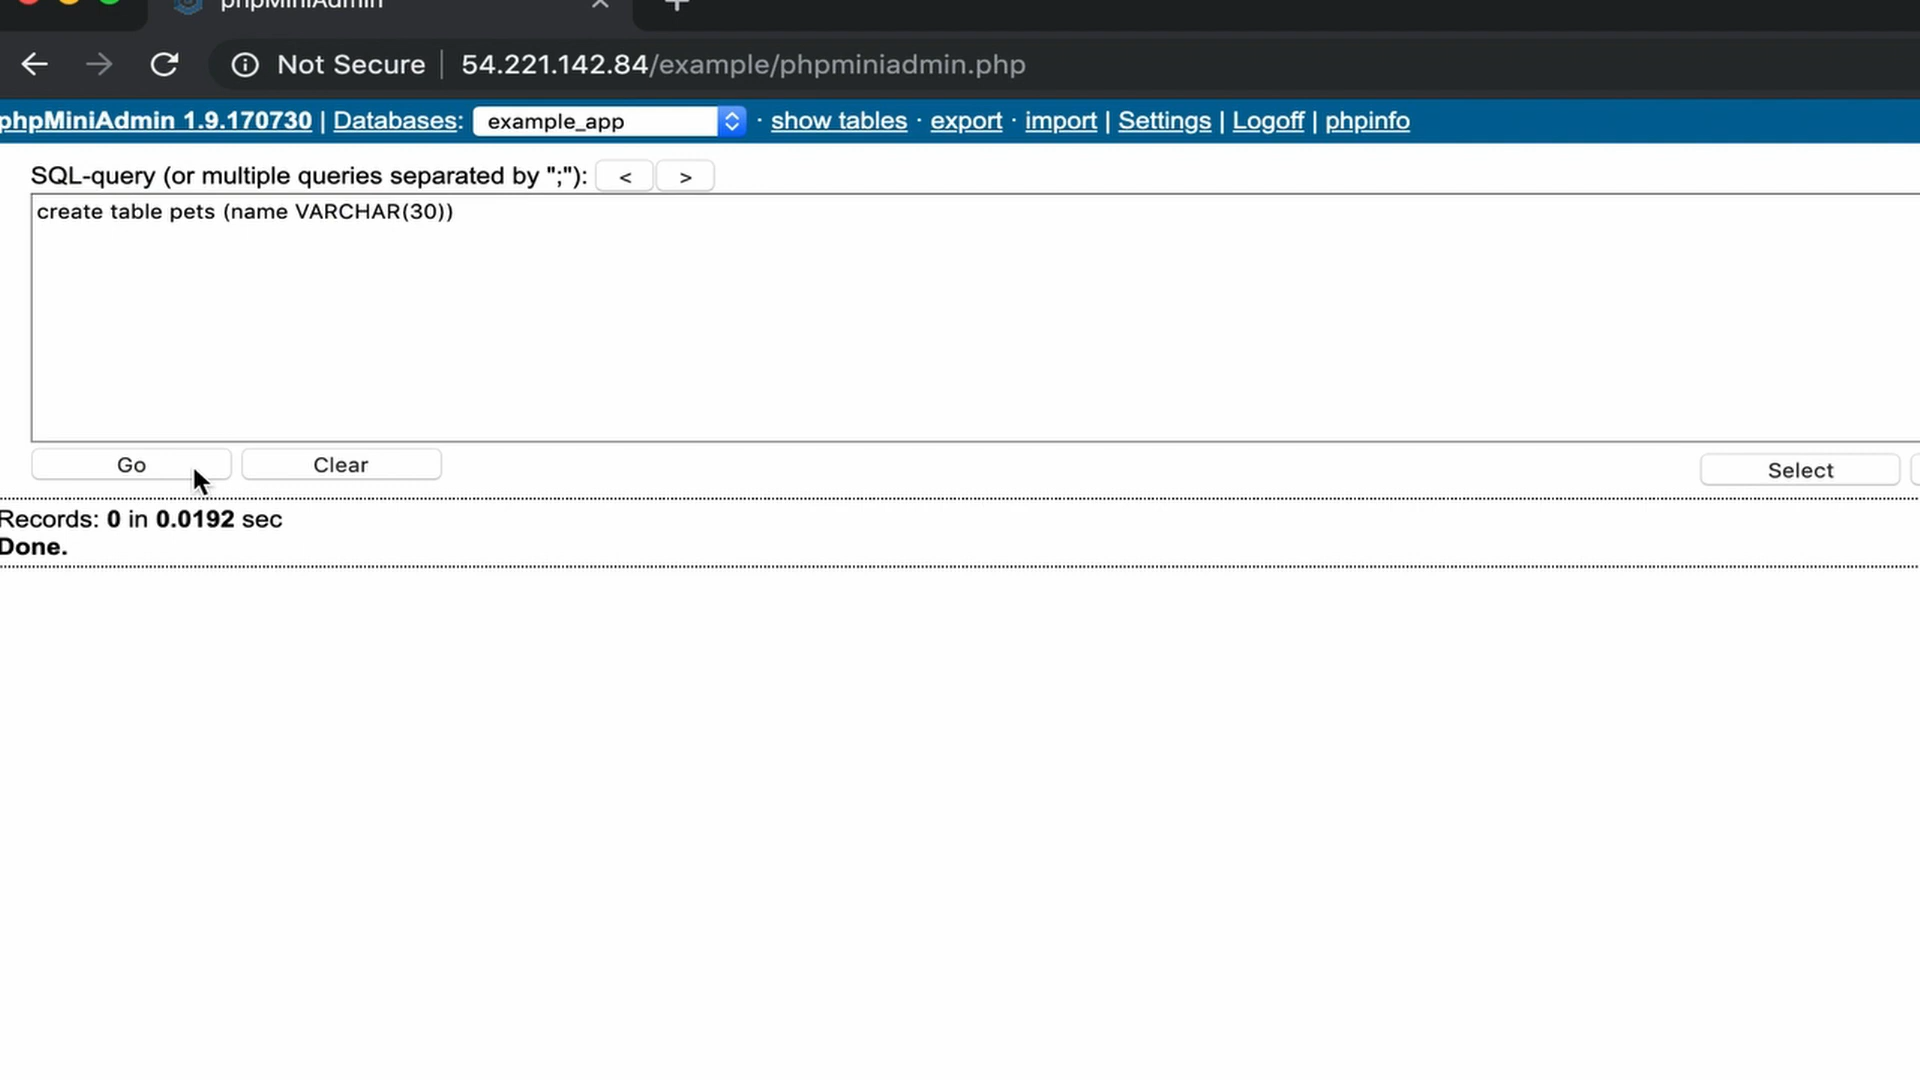 phpMiniAdmin
Not Secure 54.221.142.84/example/phpminiadmin.php
phpMiniAdmin 1.9.170730 | Databases: example_app · show tables · export · import | Settings | Logoff | phpinfo
SQL-query (or multiple queries separated by ";"): < >
create table pets (name VARCHAR(30))
Go Clear Select
Records: 0 in 0.0192 sec
Done.